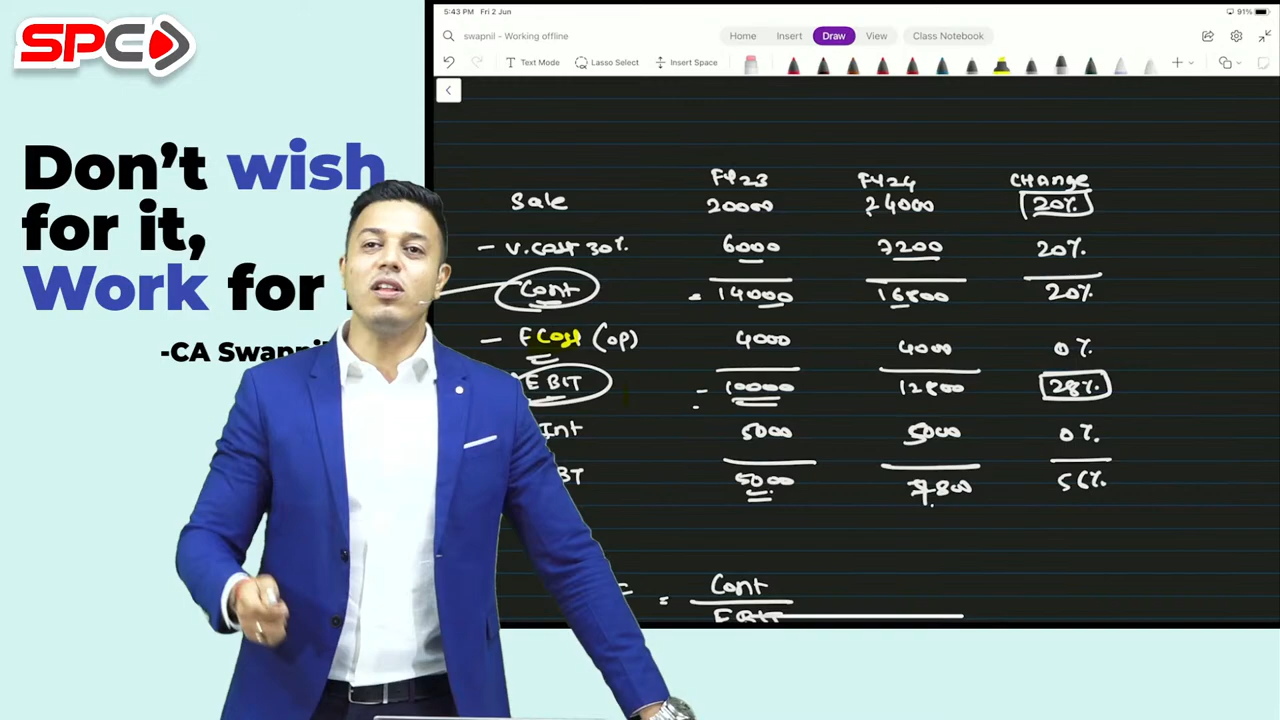 SPC
Don't wish
for it,
Work for
-CA Swapnil
5:43 PM Fri 2 Jun
91%
swapnil - Working offline
Home Insert Draw View Class Notebook
Text Mode Lasso Select Insert Space
FY23 FY24 CHANGE
Sale 20000 24000 20%
- V.Cost 30% 6000 7200 20%
Cont = 14000 16800 20%
- F Cost (op) 4000 4000 0%
EBIT = 10000 12800 28%
Int 5000 5000 0%
BT 5000 7800 56%
= Cont
EBIT